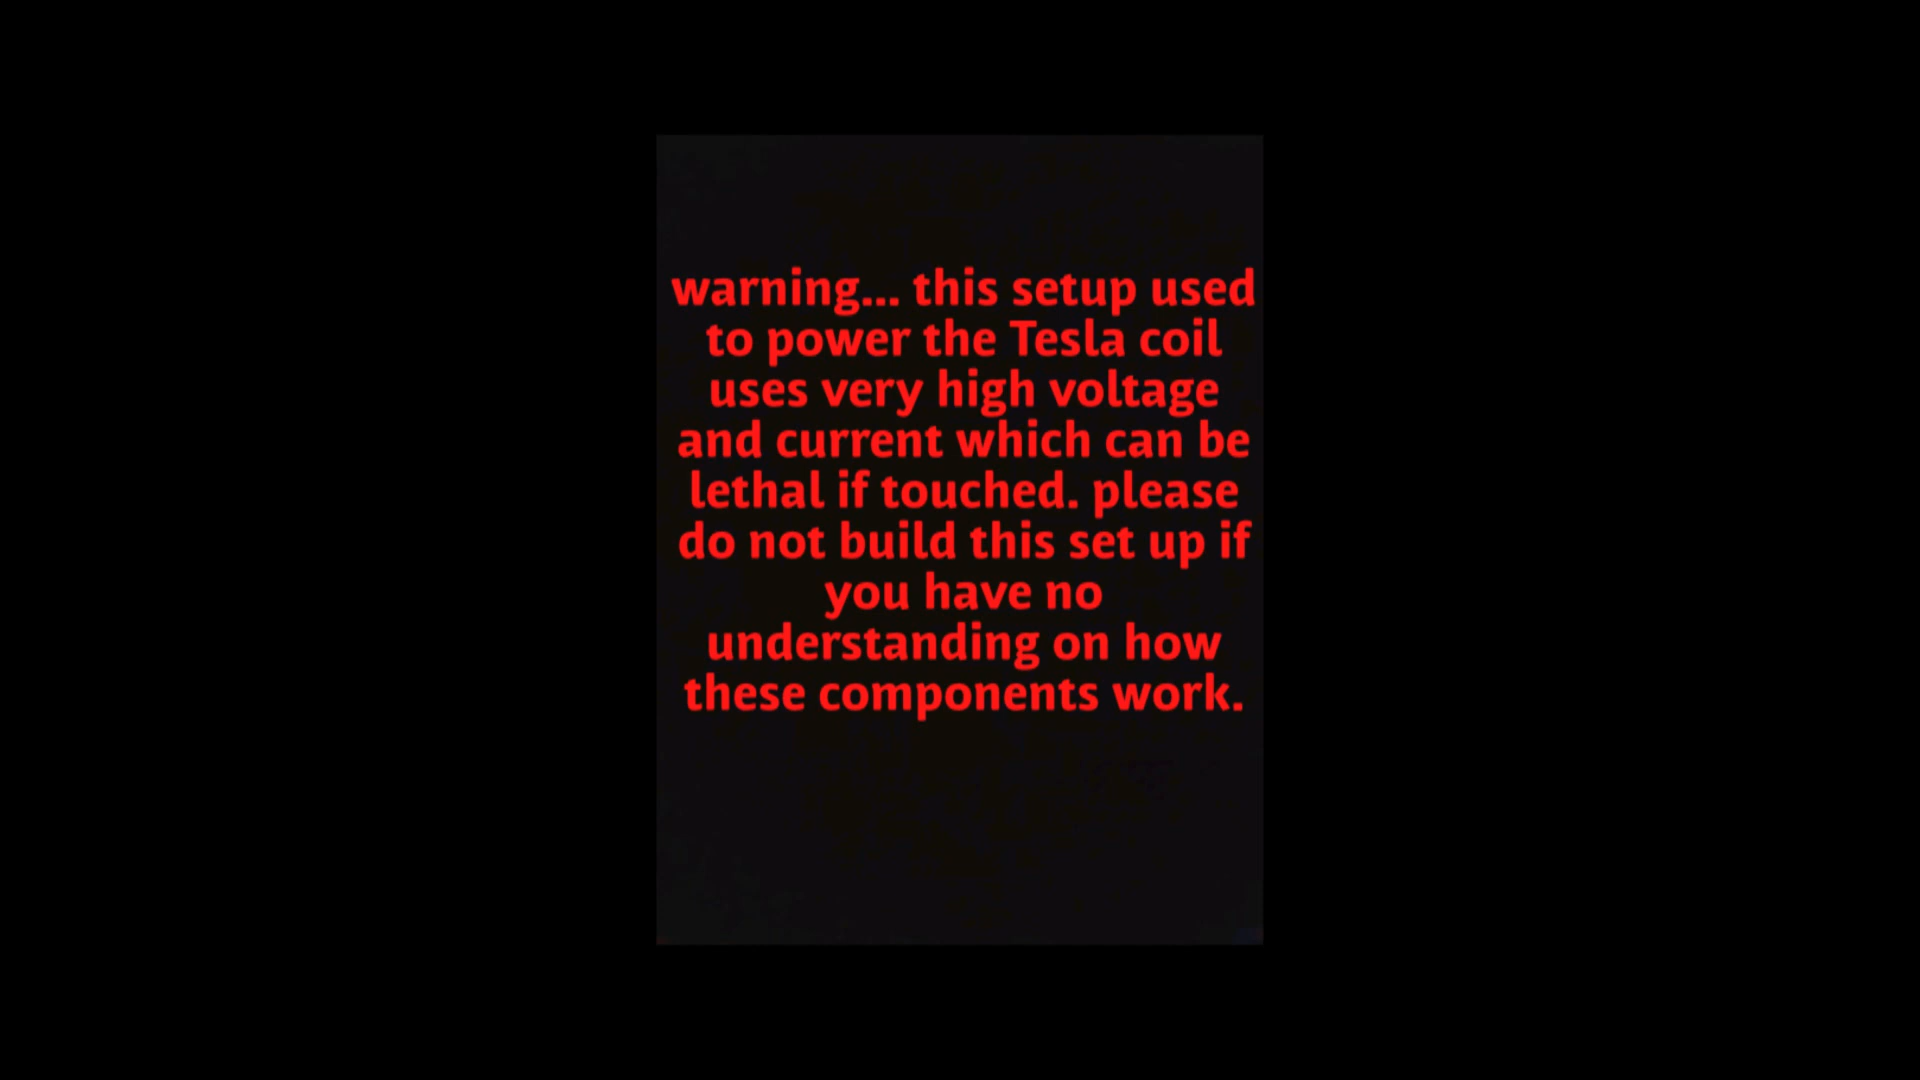 warning... this setup used
to power the Tesla coil
uses very high voltage
and current which can be
lethal if touched. please
do not build this set up if
you have no
understanding on how
these components work.